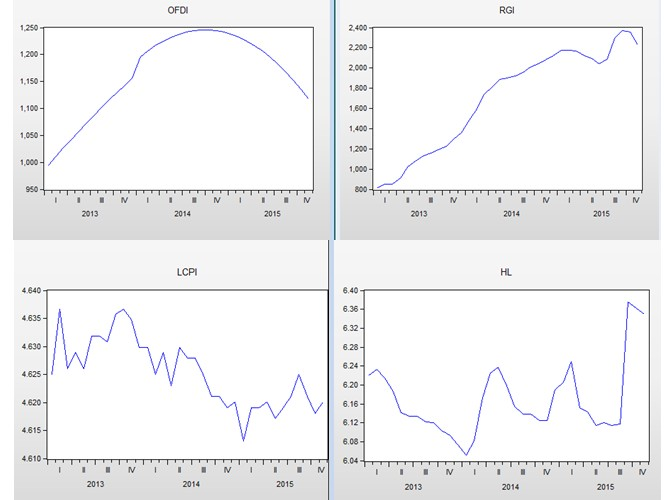 OFDI
1,250
1,200
1,150
1,100
1,050
1,000
950
I II III IV I II III IV I II III IV
2013 2014 2015
RGI
2,400
2,200
2,000
1,800
1,600
1,400
1,200
1,000
800
I II III IV I II III IV I II III IV
2013 2014 2015
LCPI
4.640
4.635
4.630
4.625
4.620
4.615
4.610
I II III IV I II III IV I II III IV
2013 2014 2015
HL
6.40
6.36
6.32
6.28
6.24
6.20
6.16
6.12
6.08
6.04
I II III IV I II III IV I II III IV
2013 2014 2015